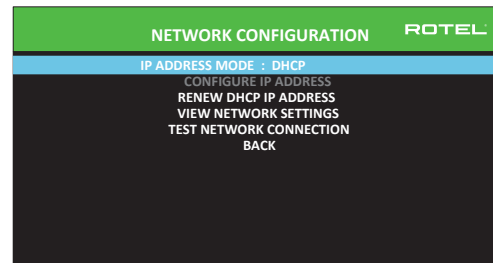 NETWORK CONFIGURATION ROTEL
IP ADDRESS MODE : DHCP
CONFIGURE IP ADDRESS
RENEW DHCP IP ADDRESS
VIEW NETWORK SETTINGS
TEST NETWORK CONNECTION
BACK